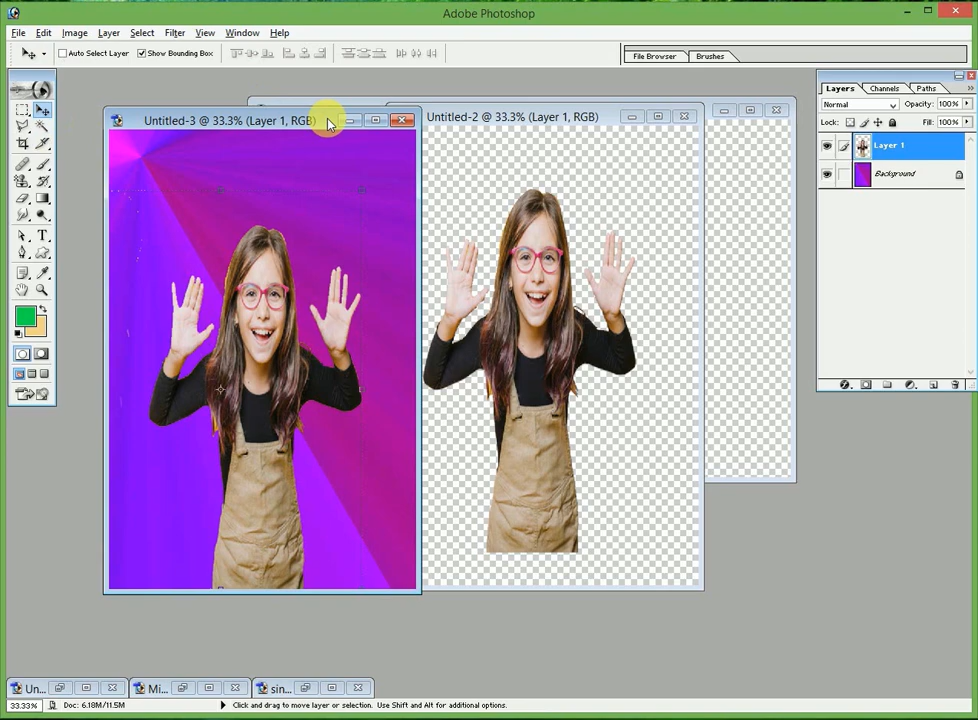 Adobe Photoshop
File Edit Image Layer Select Filter View Window Help
Auto Select Layer Show Bounding Box File Browser Brushes
Layers Channels Paths
Normal Opacity: 100%
Lock: Fill: 100%
Layer 1
Background
Untitled-3 @ 33.3% (Layer 1, RGB)
Untitled-2 @ 33.3% (Layer 1, RGB)
Un... Mi... sin...
33.33% Doc: 6.18M/11.5M Click and drag to move layer or selection. Use Shift and Alt for additional options.